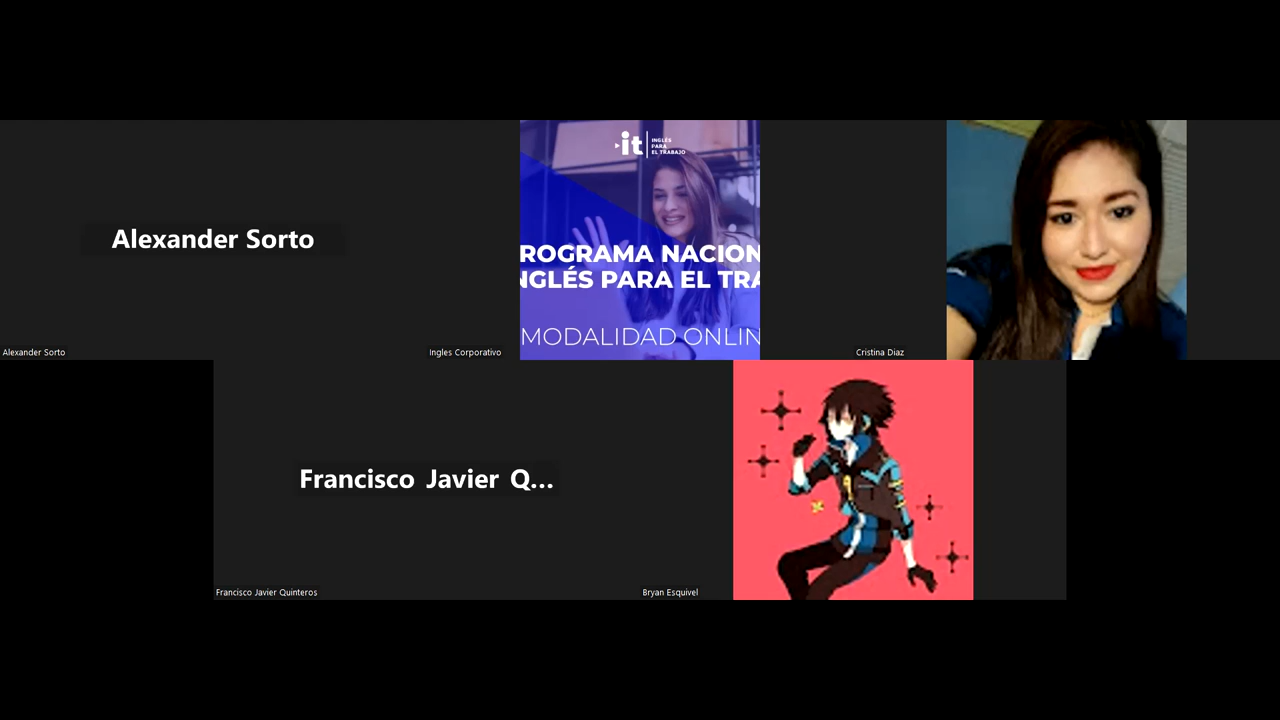 Alexander Sorto
Alexander Sorto
Ingles Corporativo
it
INGLÉS
PARA
EL TRABAJO
ROGRAMA NACION
NGLÉS PARA EL TRA
MODALIDAD ONLIN
Cristina Diaz
Francisco Javier Q...
Francisco Javier Quinteros
Bryan Esquivel